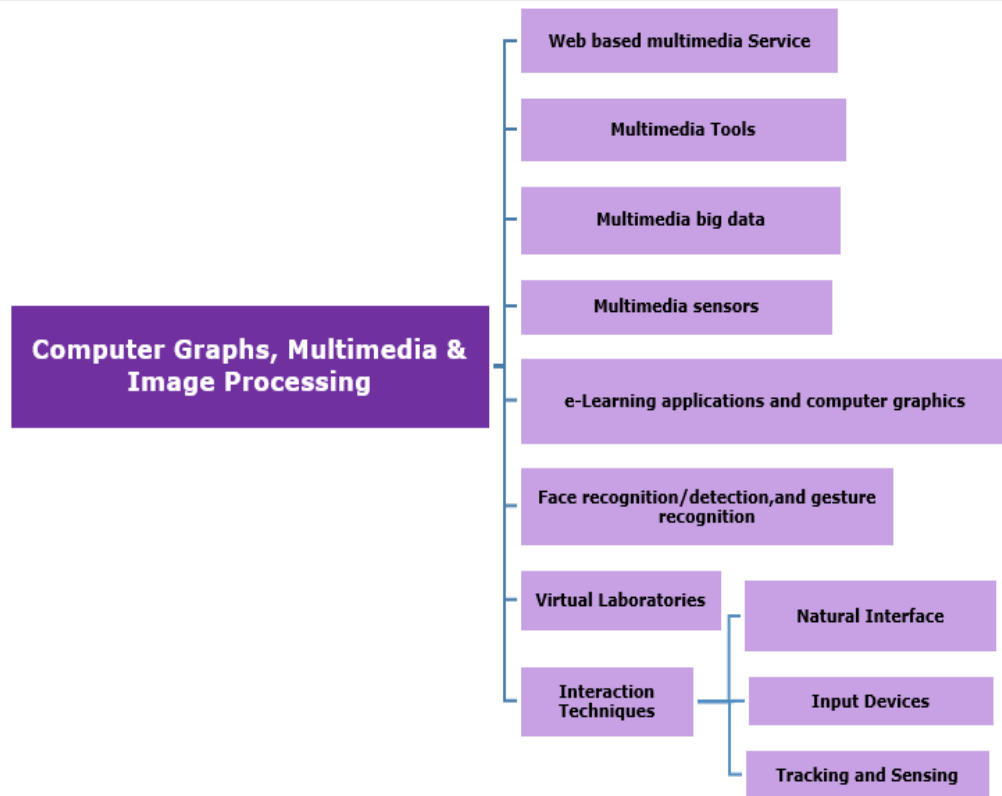 Web based multimedia Service
Multimedia Tools
Multimedia big data
Multimedia sensors
Computer Graphs, Multimedia &
Image Processing
e-Learning applications and computer graphics
Face recognition/detection,and gesture
recognition
Virtual Laboratories
Natural Interface
Interaction
Techniques
Input Devices
Tracking and Sensing